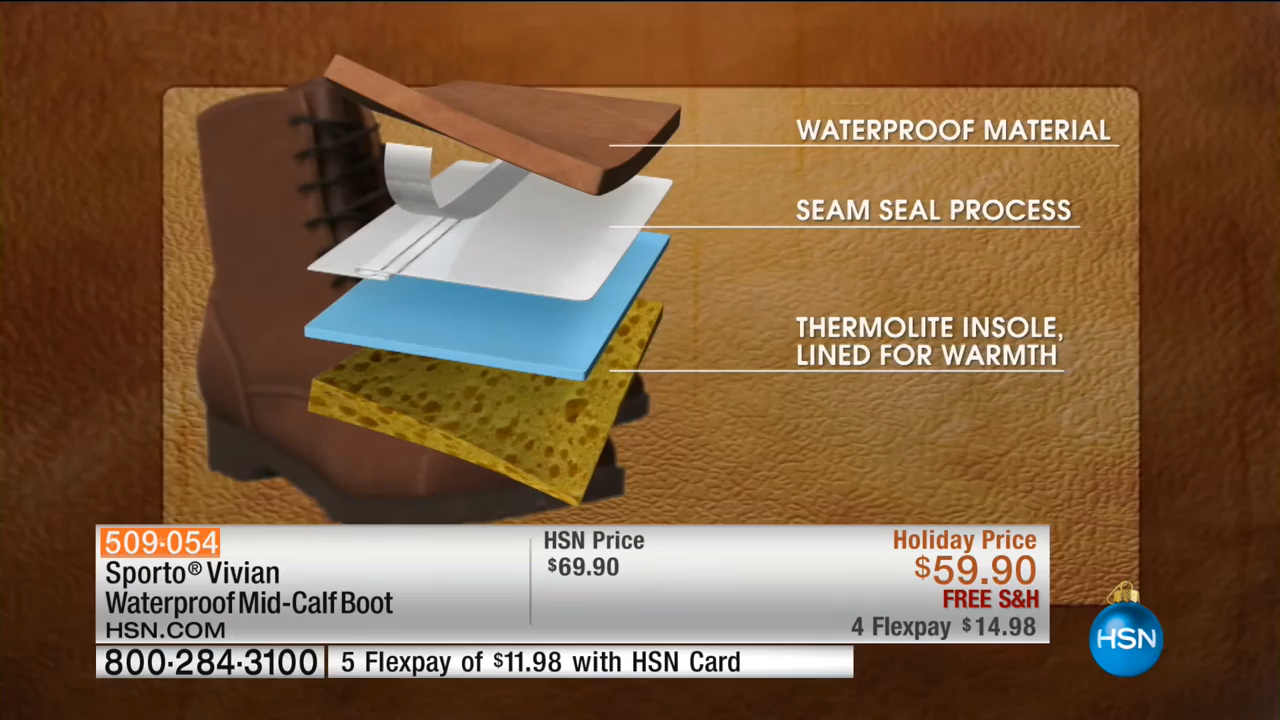 WATERPROOF MATERIAL
SEAM SEAL PROCESS
THERMOLITE INSOLE,
LINED FOR WARMTH
509·054
Sporto® Vivian
Waterproof Mid-Calf Boot
HSN.COM
HSN Price
$69.90
Holiday Price
$59.90
FREE S&H
4 Flexpay $14.98
HSN
800·284·3100
5 Flexpay of $11.98 with HSN Card